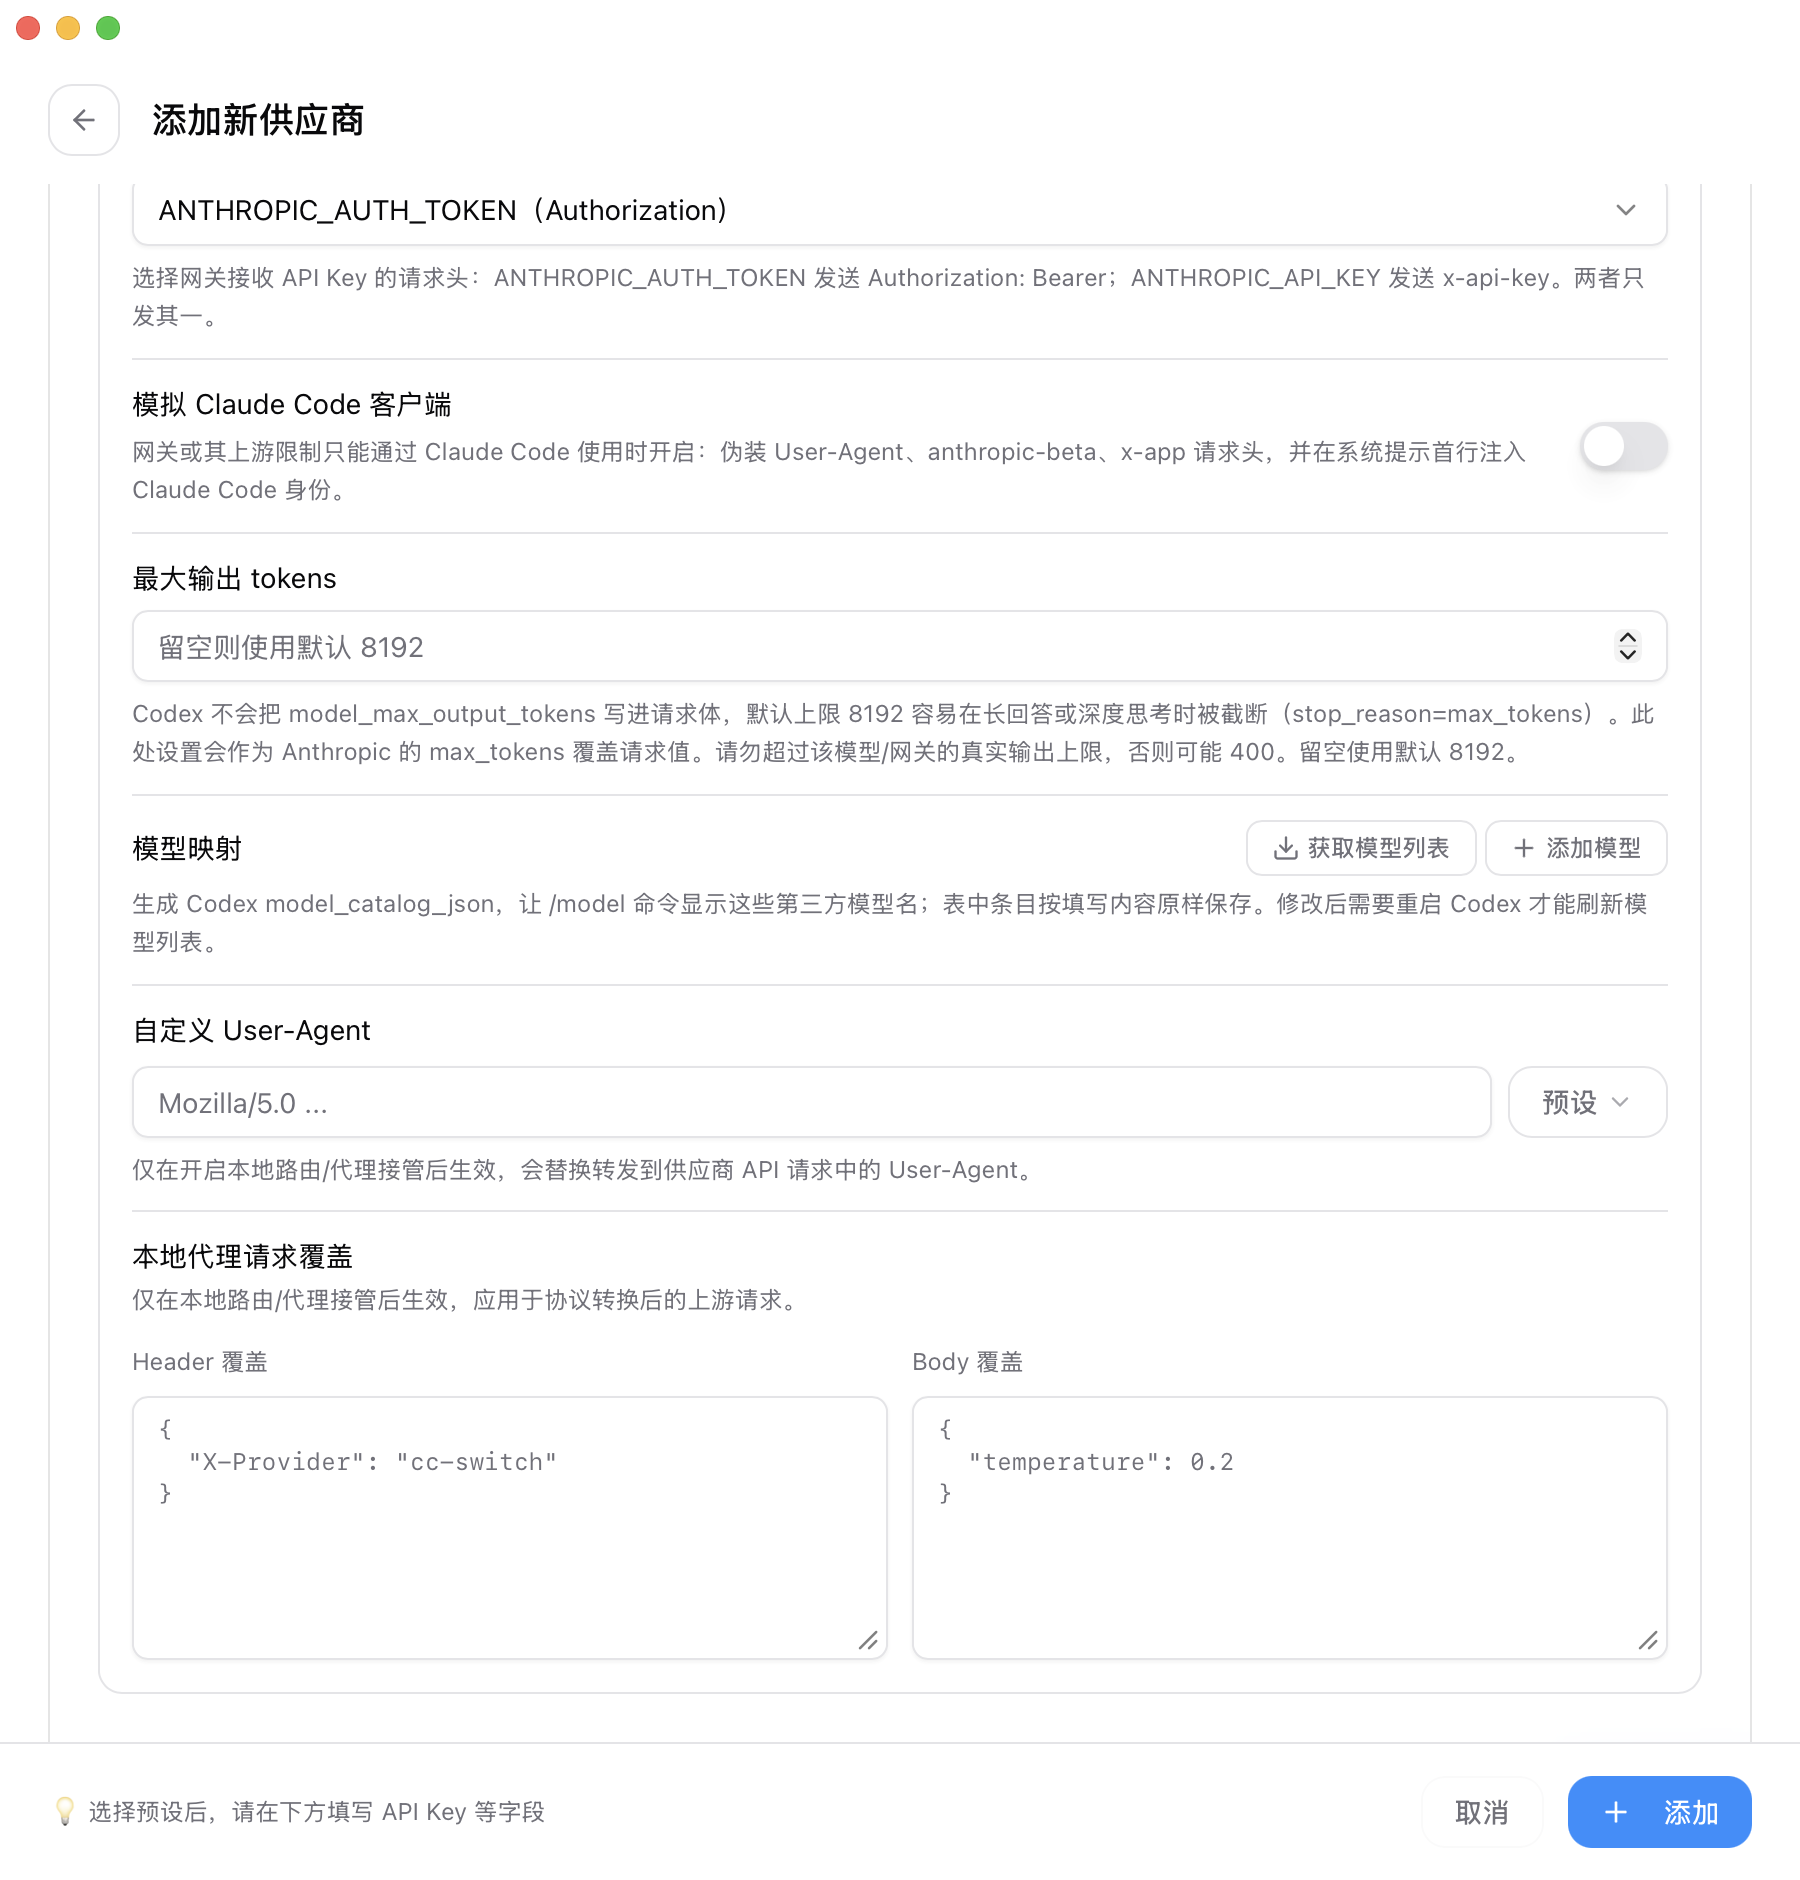 添加新供应商
ANTHROPIC_AUTH_TOKEN（Authorization）
选择网关接收 API Key 的请求头：ANTHROPIC_AUTH_TOKEN 发送 Authorization: Bearer；ANTHROPIC_API_KEY 发送 x-api-key。两者只
发其一。
模拟 Claude Code 客户端
网关或其上游限制只能通过 Claude Code 使用时开启：伪装 User-Agent、anthropic-beta、x-app 请求头，并在系统提示首行注入
Claude Code 身份。
最大输出 tokens
留空则使用默认 8192
Codex 不会把 model_max_output_tokens 写进请求体，默认上限 8192 容易在长回答或深度思考时被截断（stop_reason=max_tokens）。此
处设置会作为 Anthropic 的 max_tokens 覆盖请求值。请勿超过该模型/网关的真实输出上限，否则可能 400。留空使用默认 8192。
模型映射
获取模型列表
+ 添加模型
生成 Codex model_catalog_json，让 /model 命令显示这些第三方模型名；表中条目按填写内容原样保存。修改后需要重启 Codex 才能刷新模
型列表。
自定义 User-Agent
Mozilla/5.0 ...
预设
仅在开启本地路由/代理接管后生效，会替换转发到供应商 API 请求中的 User-Agent。
本地代理请求覆盖
仅在本地路由/代理接管后生效，应用于协议转换后的上游请求。
Header 覆盖
{
  "X-Provider": "cc-switch"
}
Body 覆盖
{
  "temperature": 0.2
}
💡 选择预设后，请在下方填写 API Key 等字段
取消
+ 添加